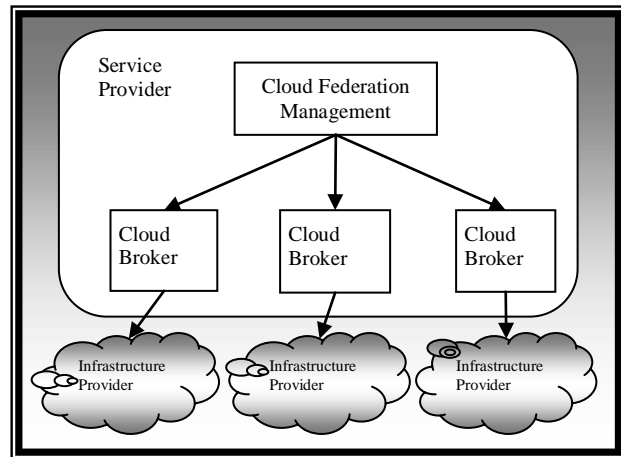 Service
Provider
Cloud Federation
Management
Cloud
Broker
Cloud
Broker
Cloud
Broker
Infrastructure
Provider
Infrastructure
Provider
Infrastructure
Provider